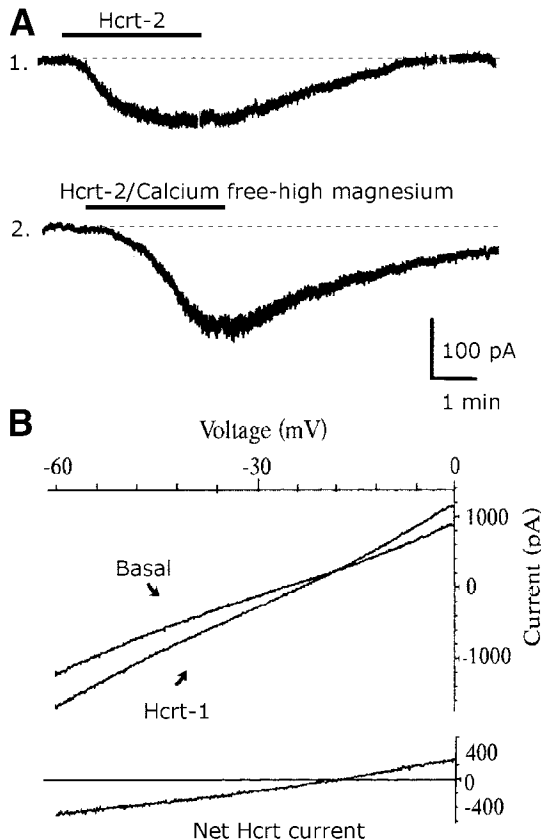 A
Hcrt-2
1.
Hcrt-2/Calcium free-high magnesium
2.
100 pA
1 min
B
Voltage (mV)
-60 -30 0
1000
Basal
0
Current (pA)
-1000
Hcrt-1
400
0
-400
Net Hcrt current